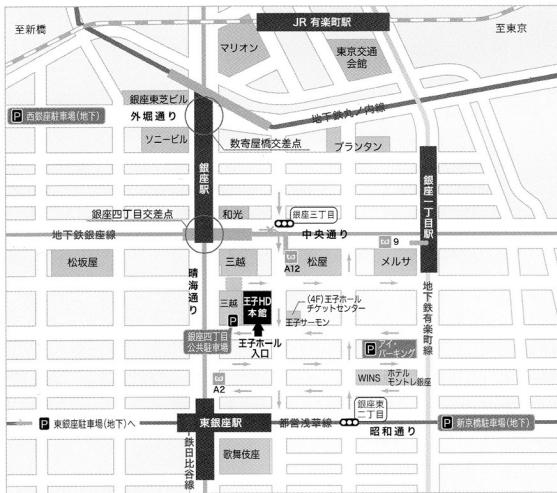 至新橋
JR 有楽町駅
至東京
マリオン
東京交通
会館
銀座東芝ビル
P 西銀座駐車場(地下)
外堀通り
地下鉄丸ノ内線
ソニービル
数寄屋橋交差点
プランタン
銀座駅
銀座一丁目駅
銀座四丁目交差点
和光
銀座三丁目
地下鉄銀座線
中央通り
9
松坂屋
晴海通り
三越
A12
松屋
メルサ
地下鉄有楽町線
三越
王子HD
本館
(4F)王子ホール
チケットセンター
P
王子サーモン
銀座四丁目
公共駐車場
王子ホール
入口
P アイ・
パーキング
A2
WINS
ホテル
モントレ銀座
銀座東
二丁目
P 東銀座駐車場(地下)へ
東銀座駅
都営浅草線
昭和通り
P 新京橋駐車場(地下)
鉄日比谷線
歌舞伎座